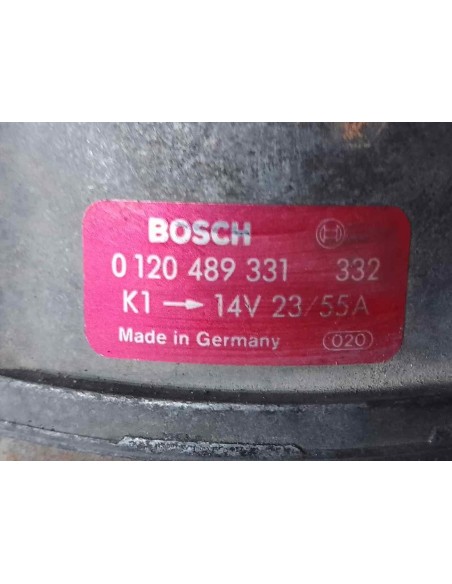 BOSCH
0 120 489 331 332
K1 → 14V 23/55A
Made in Germany 020